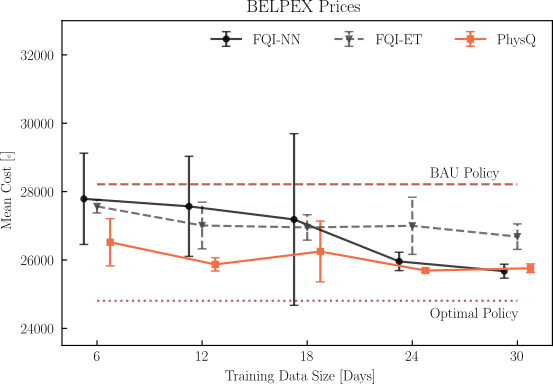 BELPEX Prices
FQI-NN
FQI-ET
PhysQ
32000
30000
28000
26000
24000
Mean Cost [
BAU Policy
Optimal Policy
6
12
18
24
30
Training Data Size [Days]